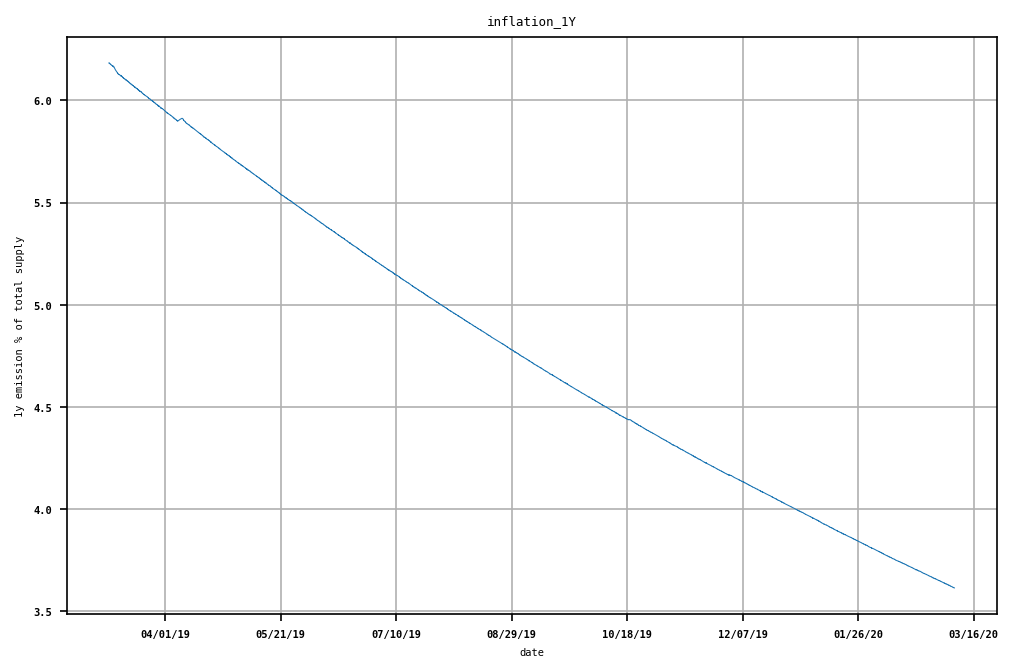 inflation_1Y
6.0
5.5
5.0
4.5
4.0
3.5
1y emission % of total supply
04/01/19 05/21/19 07/10/19 08/29/19 10/18/19 12/07/19 01/26/20 03/16/20
date